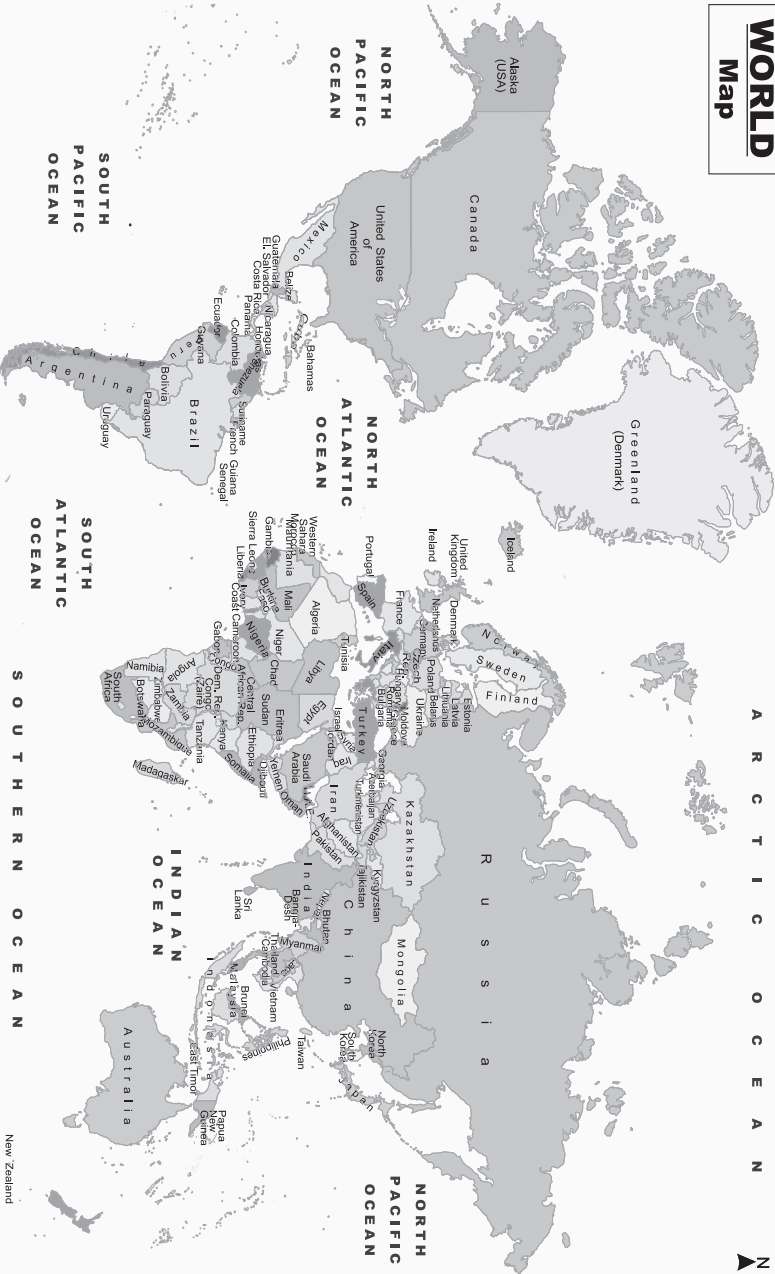 WORLD
Map
N
ARCTIC OCEAN
Greenland
(Denmark)
Alaska
(USA)
Canada
United States
of
America
Mexico
NORTH
PACIFIC
OCEAN
NORTH
ATLANTIC
OCEAN
Bahamas
Cuba
Belize
Guatemala
El. Salvador
Costa Rica
Panama
Nicaragua
Ecuador
Colombia
Guyana
Suriname
French Guiana
Senegal
Brazil
Bolivia
Paraguay
Uruguay
Chile
Argentina
SOUTH
PACIFIC
OCEAN
SOUTH
ATLANTIC
OCEAN
Iceland
Norway
Sweden
Finland
United
Kingdom
Ireland
Denmark
Netherlands
Estonia
Latvia
Lithuania
Belaris
Poland
Ukraine
Czech
Rep.
Moldova
Romania
Bulgaria
Greece
France
Italy
Spain
Portugal
Turkey
Georgia
Azerbaijan
Turkmenistan
Uzbekistan
Kazakhstan
Kyrgyzstan
Tajikistan
Russia
Mongolia
China
North
Korea
South
Korea
Japan
Taiwan
Syria
Iraq
Israel
Jordan
Iran
Afghanistan
Pakistan
India
Nepal
Bhutan
Bangla-
Desh
Myanmar
Laos
Thailand
Cambodia
Vietnam
Philippines
Brunei
Malaysia
Indonesia
East Timor
Papua
New
Guinea
Sri
Lanka
Saudi
Arabia
Yemen
Oman
Tunisia
Algeria
Libya
Egypt
Western
Sahara
Morocco
Mauritania
Mali
Niger
Chad
Sudan
Eritrea
Djibouti
Ethiopia
Somalia
Gambia
Sierra Leone
Liberia
Ivory
Coast
Burkina
Faso
Nigeria
Cameroon
Central
African Rep.
Gabon
Congo
Dem. Rep.
Congo
(Zaire)
Kenya
Tanzania
Angola
Zambia
Zimbabwe
Mozambique
Namibia
Botswana
South
Africa
Madagaskar
INDIAN
OCEAN
Australia
New Zealand
NORTH
PACIFIC
OCEAN
SOUTHERN OCEAN